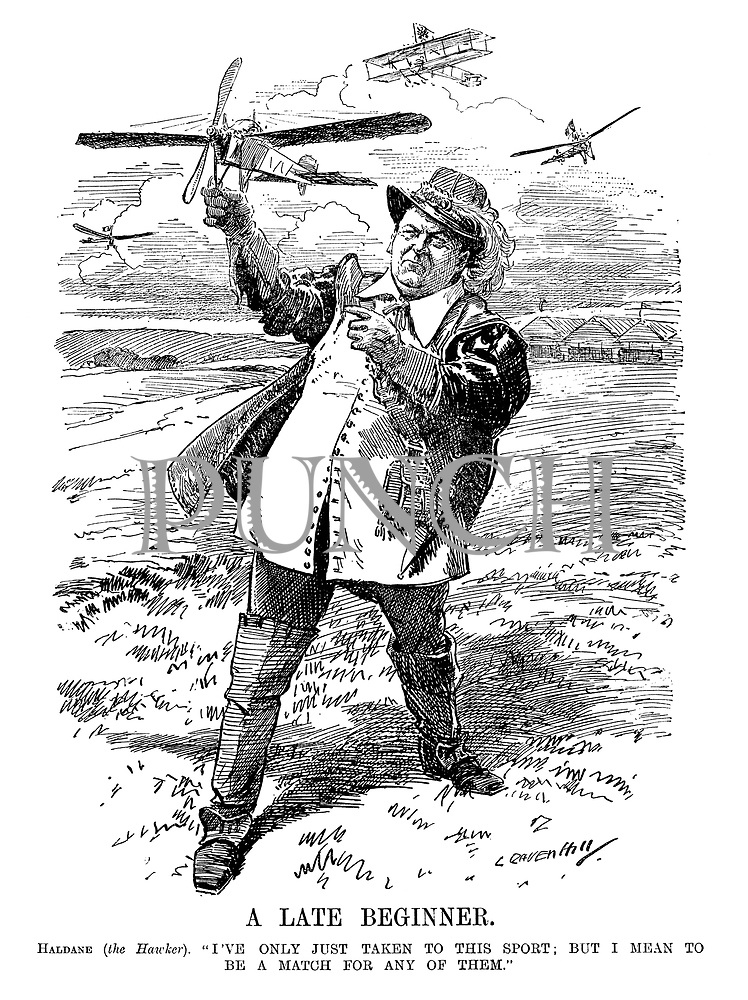 PUNCH
L RAVEN HILL.
A LATE BEGINNER.
HALDANE (the Hawker). "I'VE ONLY JUST TAKEN TO THIS SPORT; BUT I MEAN TO
BE A MATCH FOR ANY OF THEM."